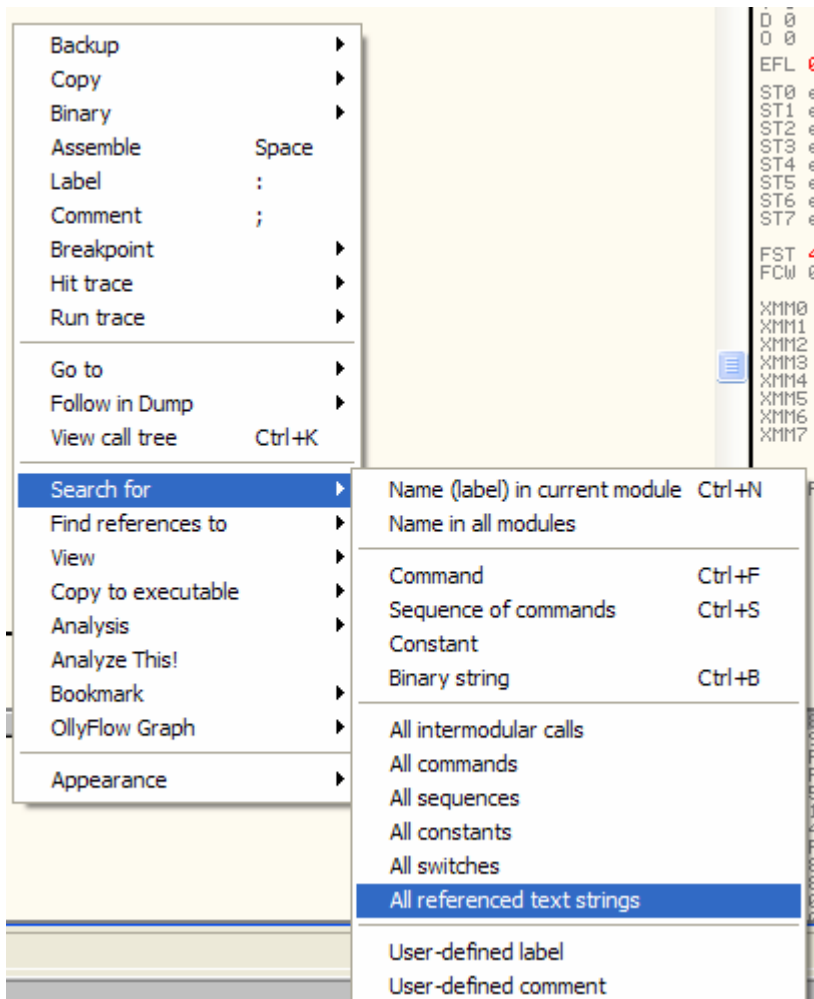 Backup
Copy
Binary
Assemble Space
Label :
Comment ;
Breakpoint
Hit trace
Run trace
Go to
Follow in Dump
View call tree Ctrl+K
Search for
Find references to
View
Copy to executable
Analysis
Analyze This!
Bookmark
OllyFlow Graph
Appearance
Name (label) in current module Ctrl+N
Name in all modules
Command Ctrl+F
Sequence of commands Ctrl+S
Constant
Binary string Ctrl+B
All intermodular calls
All commands
All sequences
All constants
All switches
All referenced text strings
User-defined label
User-defined comment
D 0
O 0
EFL
ST0
ST1
ST2
ST3
ST4
ST5
ST6
ST7
FST
FCW
XMM0
XMM1
XMM2
XMM3
XMM4
XMM5
XMM6
XMM7